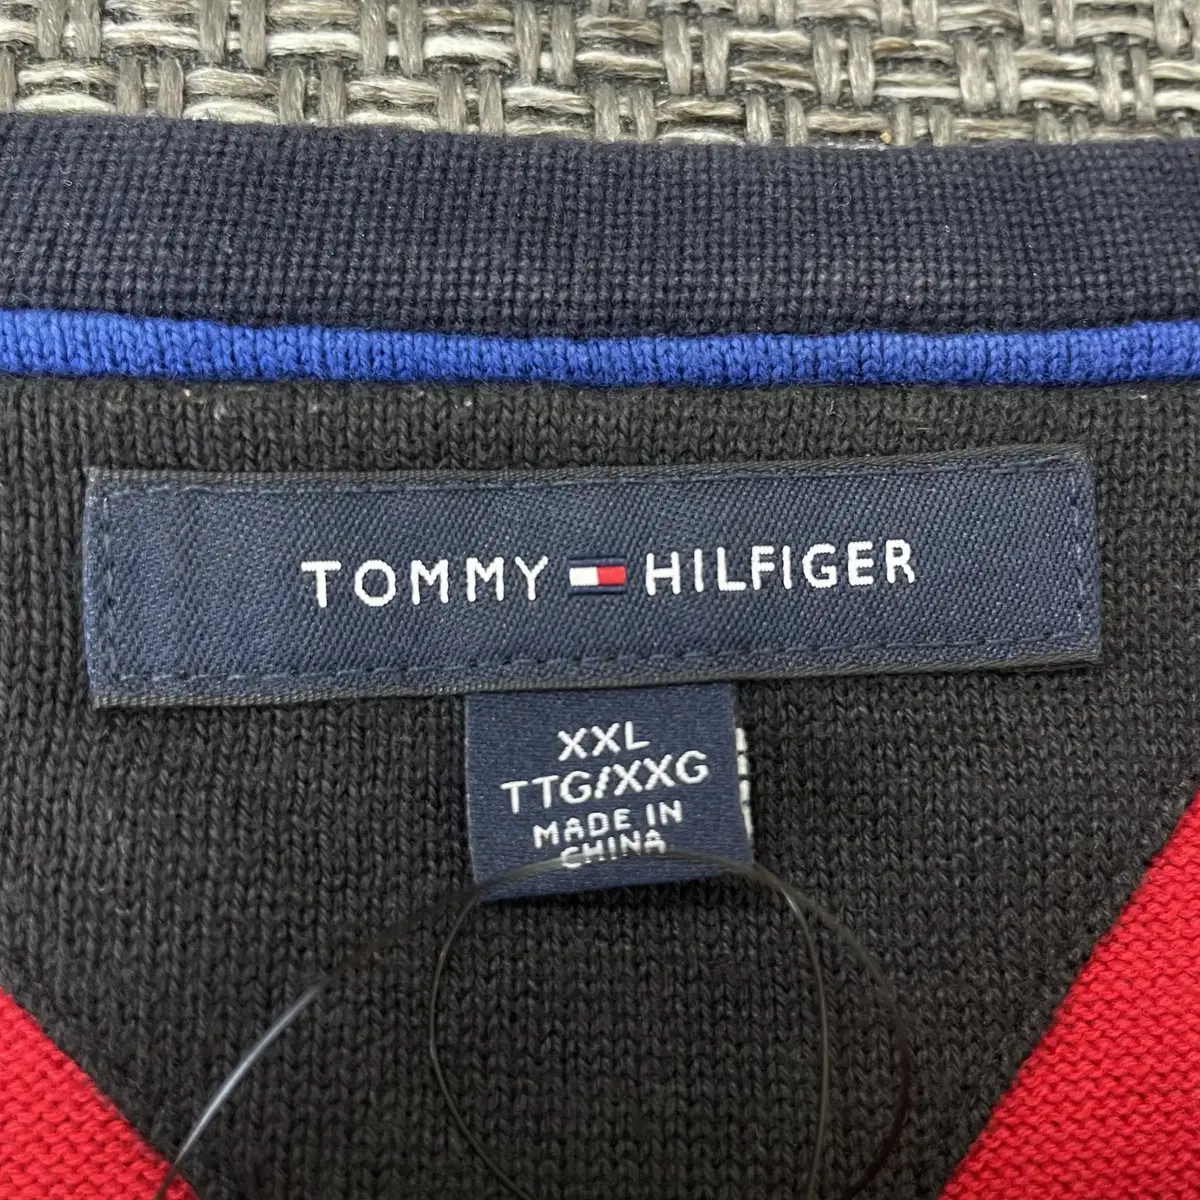 TOMMY HILFIGER
XXL
TTG/XXG
MADE IN
CHINA